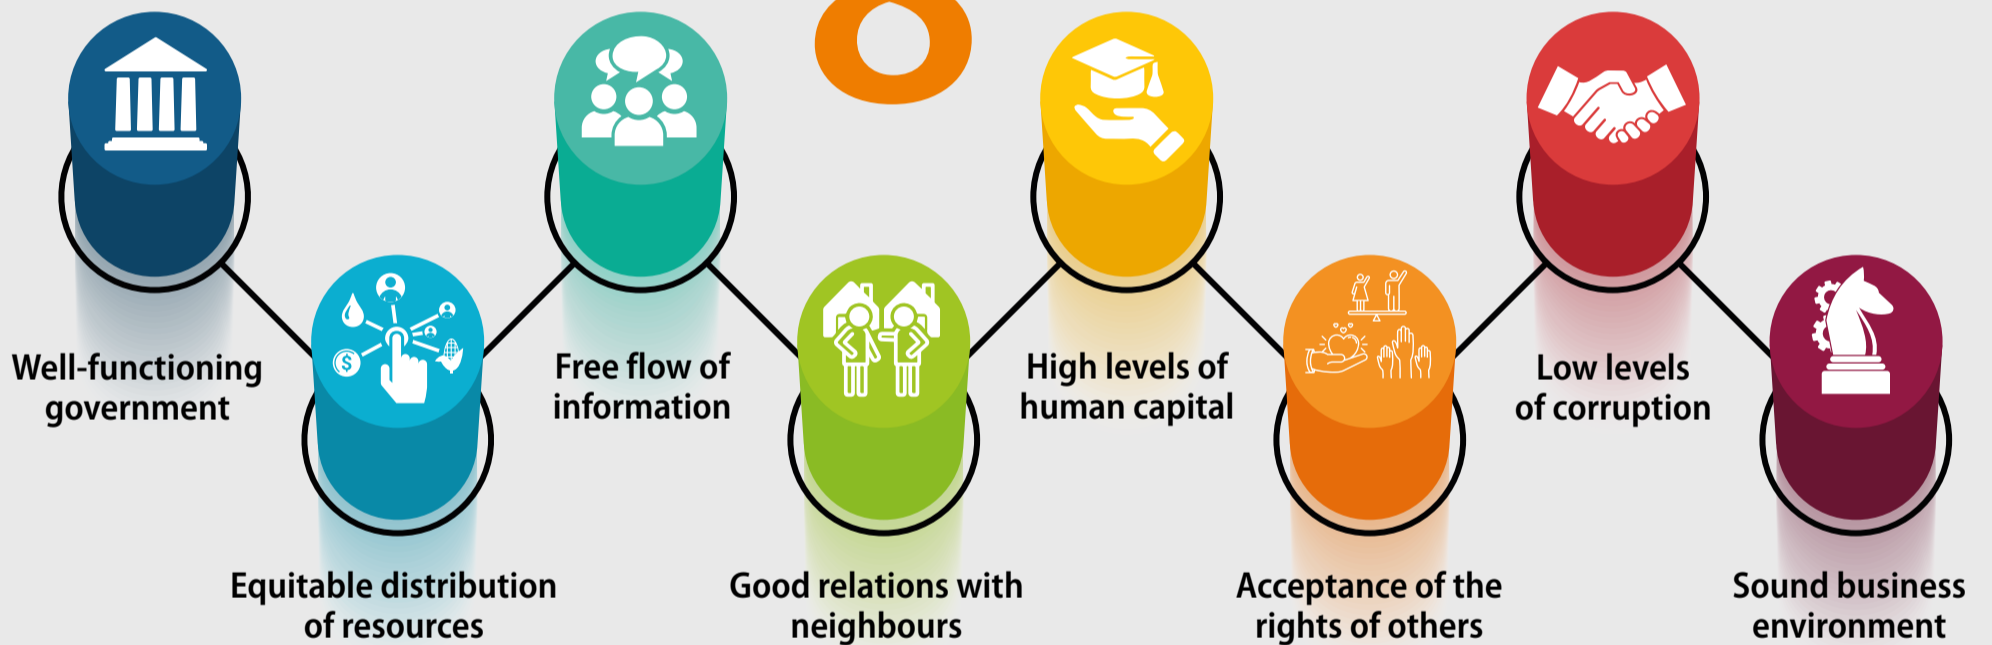 Well-functioning
government
Equitable distribution
of resources
Free flow of
information
Good relations with
neighbours
High levels of
human capital
Acceptance of the
rights of others
Low levels
of corruption
Sound business
environment